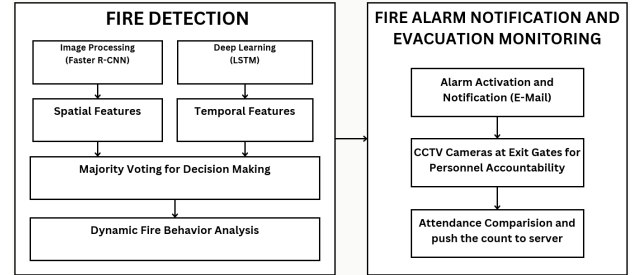 FIRE DETECTION
Image Processing
(Faster R-CNN)
Deep Learning
(LSTM)
Spatial Features
Temporal Features
Majority Voting for Decision Making
Dynamic Fire Behavior Analysis
FIRE ALARM NOTIFICATION AND
EVACUATION MONITORING
Alarm Activation and
Notification (E-Mail)
CCTV Cameras at Exit Gates for
Personnel Accountability
Attendance Comparision and
push the count to server